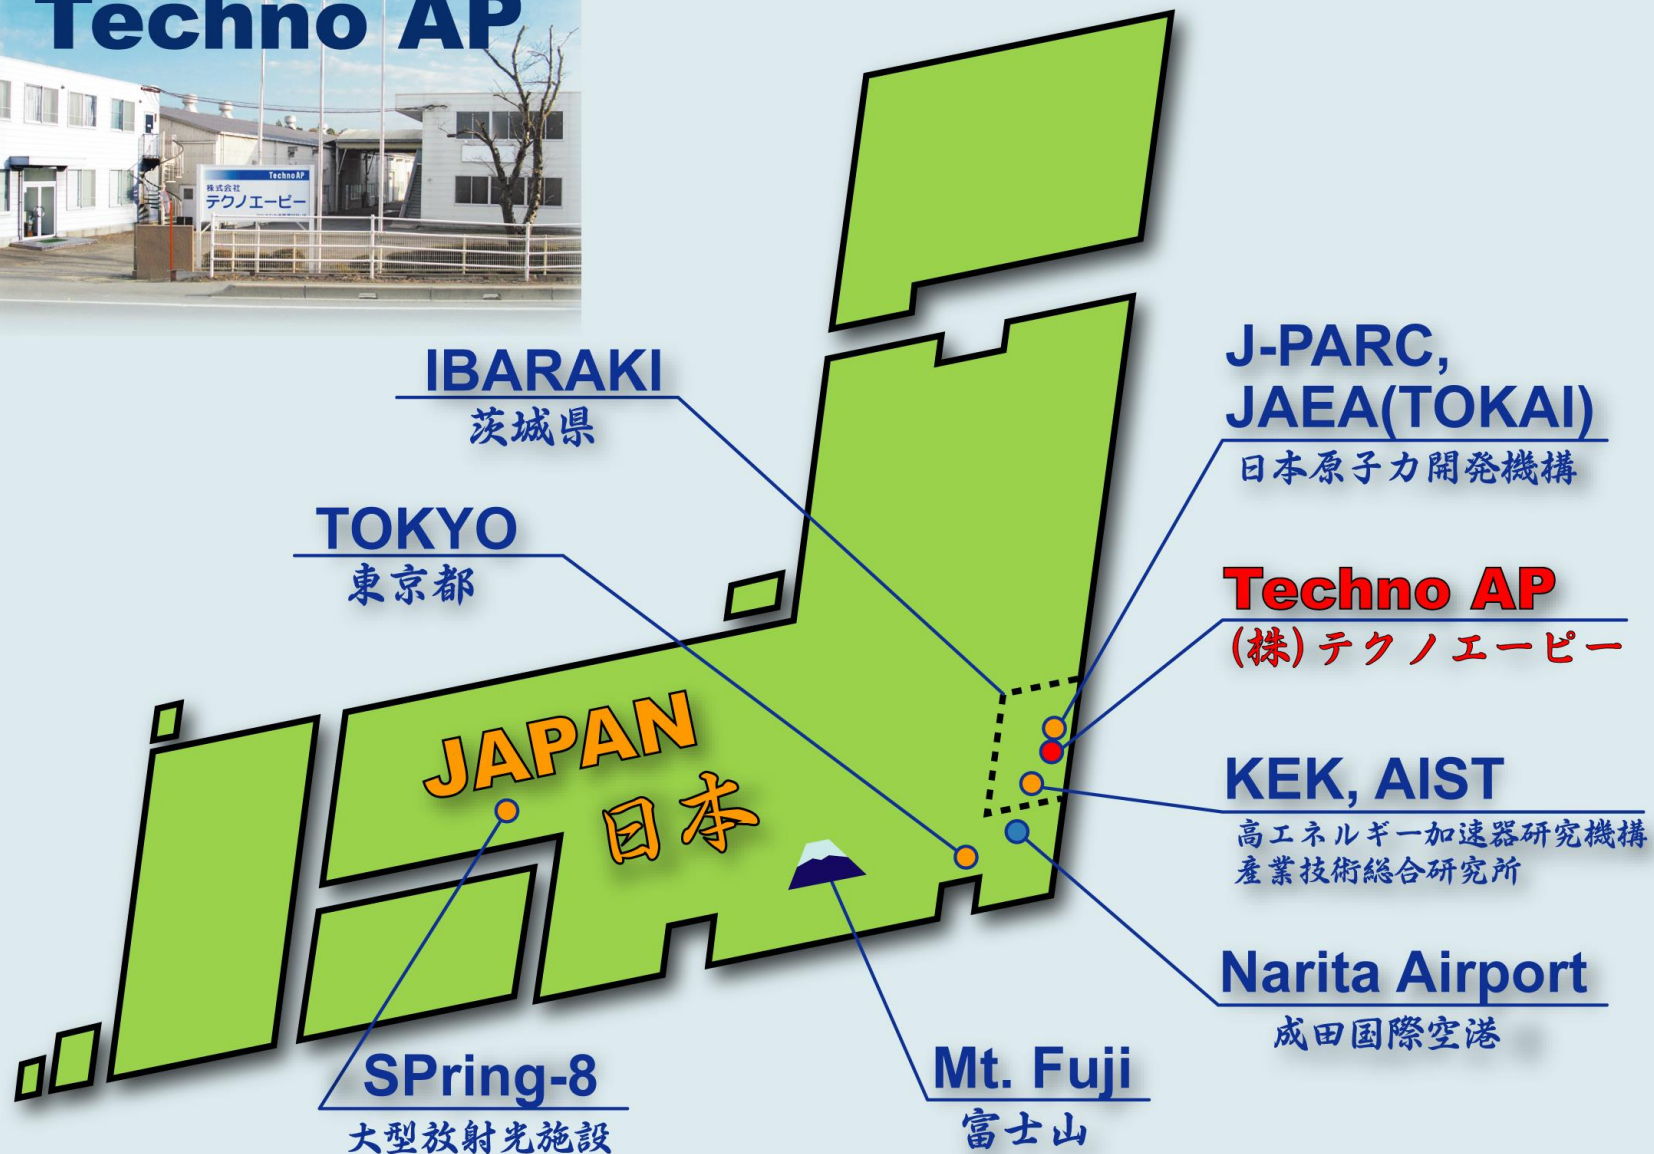 Techno AP
TechnoAP
株式会社
テクノエーピー
IBARAKI
茨城県
TOKYO
東京都
JAPAN
日本
J-PARC,
JAEA(TOKAI)
日本原子力開発機構
Techno AP
(株)テクノエーピー
KEK, AIST
高エネルギー加速器研究機構
産業技術総合研究所
Narita Airport
成田国際空港
SPring-8
大型放射光施設
Mt. Fuji
富士山